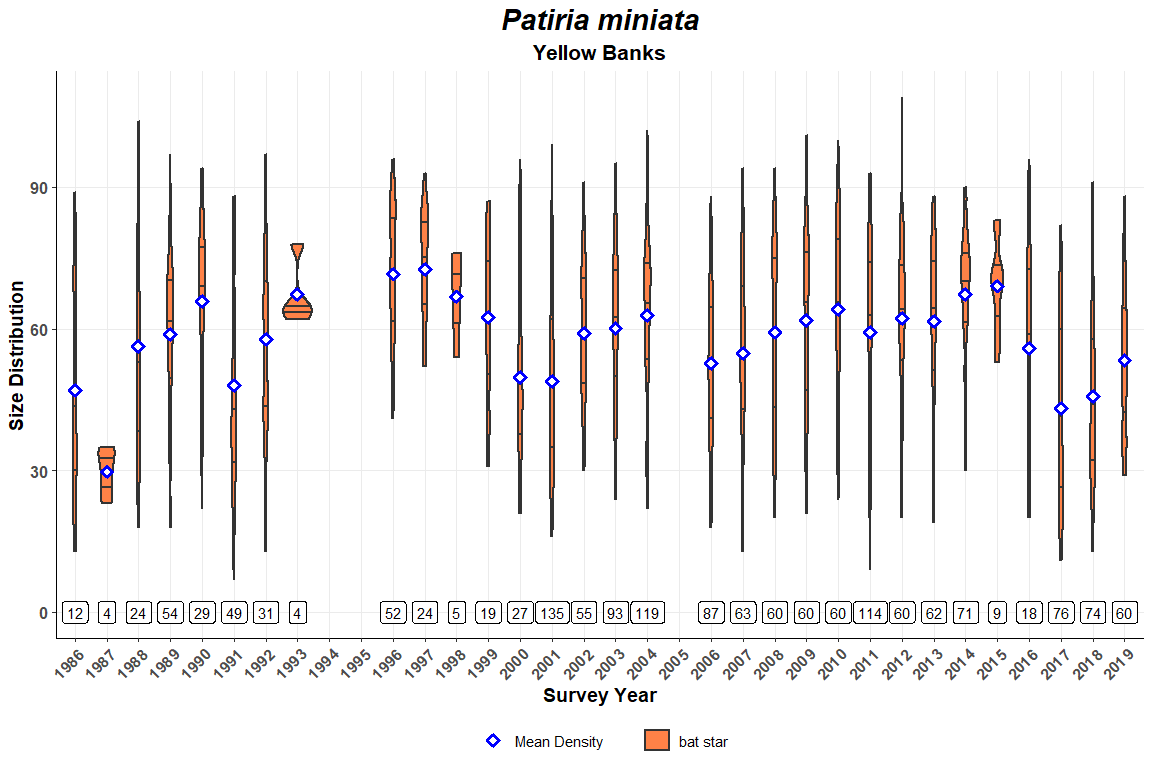 Patiria miniata
Yellow Banks
Size Distribution
90
60
30
0
12 4 24 54 29 49 31 4 52 24 5 19 27 135 55 93 119 87 63 60 60 60 114 60 62 71 9 18 76 74 60
1986 1987 1988 1989 1990 1991 1992 1993 1994 1995 1996 1997 1998 1999 2000 2001 2002 2003 2004 2005 2006 2007 2008 2009 2010 2011 2012 2013 2014 2015 2016 2017 2018 2019
Survey Year
Mean Density bat star